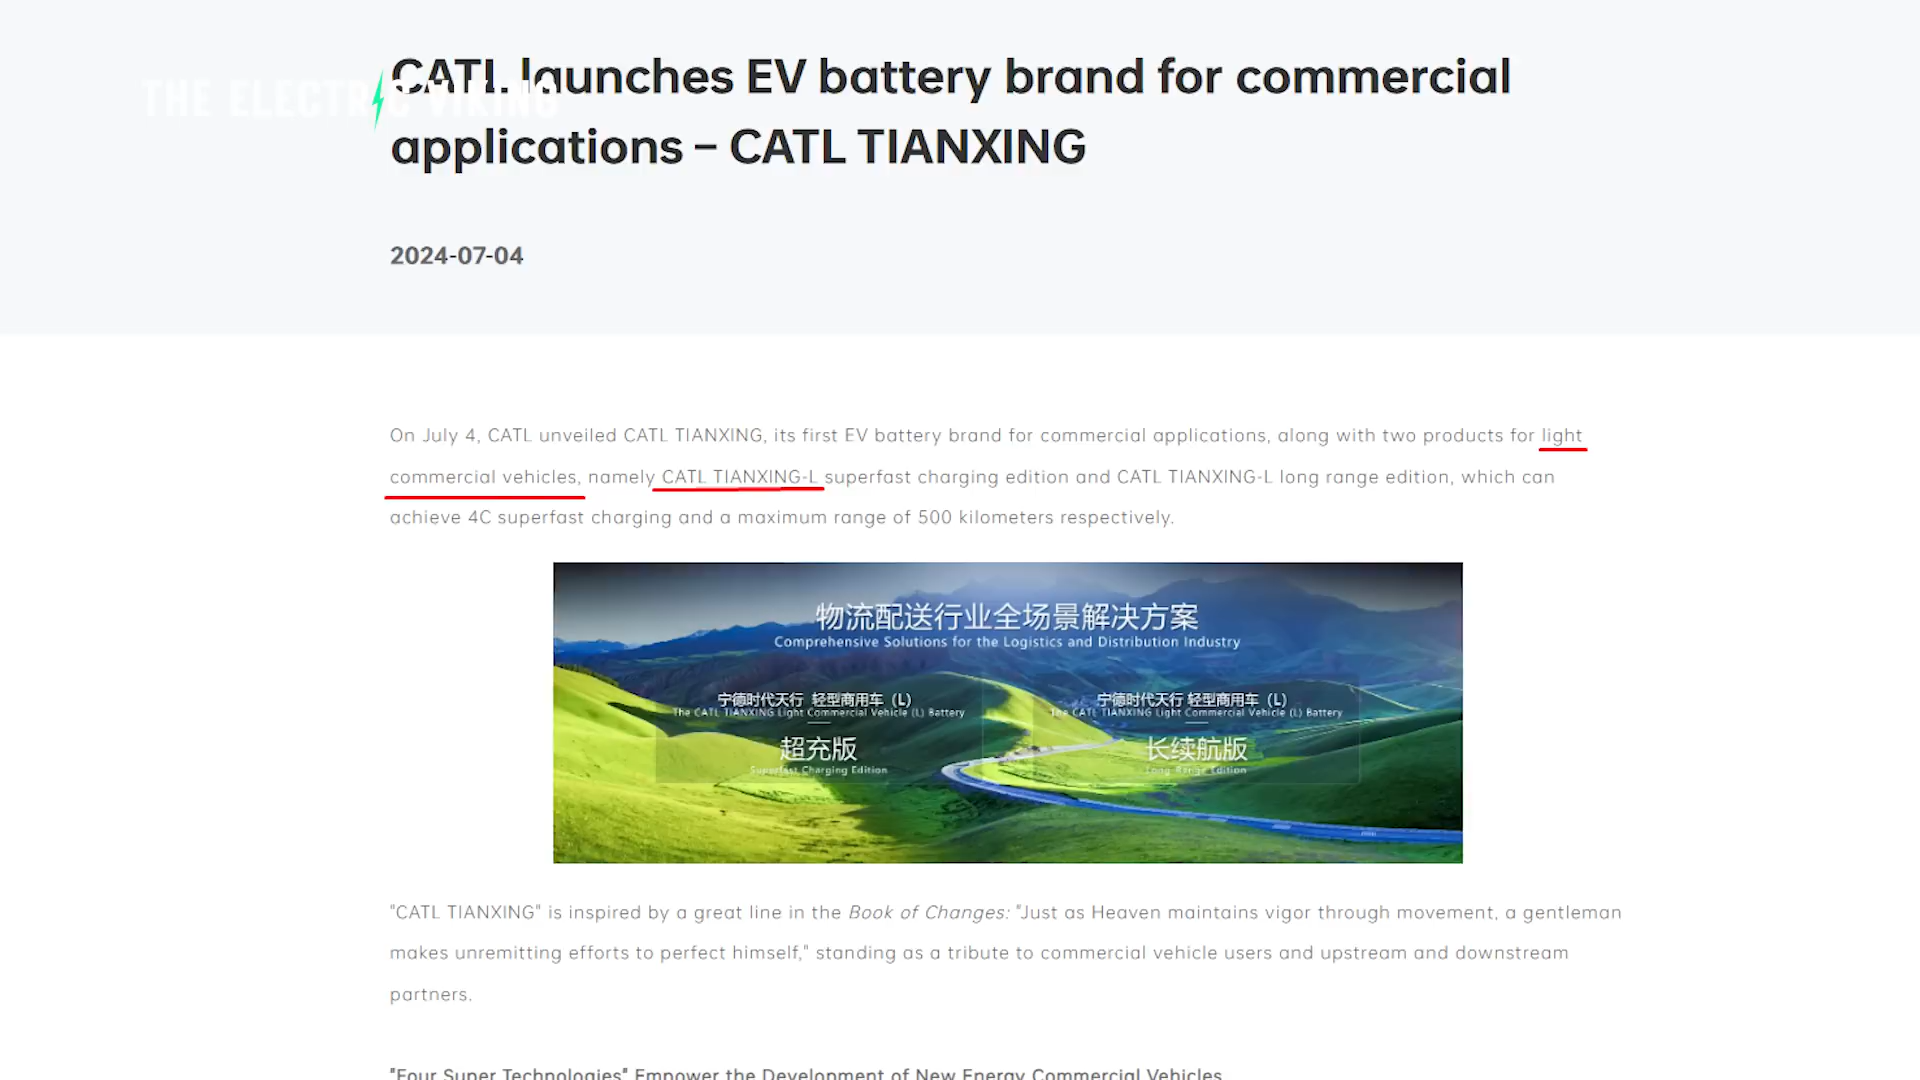 THE ELECTRIC VIKING
CATL launches EV battery brand for commercial
applications – CATL TIANXING
2024-07-04
On July 4, CATL unveiled CATL TIANXING, its first EV battery brand for commercial applications, along with two products for light
commercial vehicles, namely CATL TIANXING-L superfast charging edition and CATL TIANXING-L long range edition, which can
achieve 4C superfast charging and a maximum range of 500 kilometers respectively.
物流配送行业全场景解决方案
Comprehensive Solutions for the Logistics and Distribution Industry
宁德时代天行 轻型商用车（L）
The CATL TIANXING Light Commercial Vehicle (L) Battery
超充版
Superfast Charging Edition
宁德时代天行 轻型商用车（L）
The CATL TIANXING Light Commercial Vehicle (L) Battery
长续航版
Long Range Edition
"CATL TIANXING" is inspired by a great line in the Book of Changes: "Just as Heaven maintains vigor through movement, a gentleman
makes unremitting efforts to perfect himself," standing as a tribute to commercial vehicle users and upstream and downstream
partners.
"Four Super Technologies" Empower the Development of New Energy Commercial Vehicles